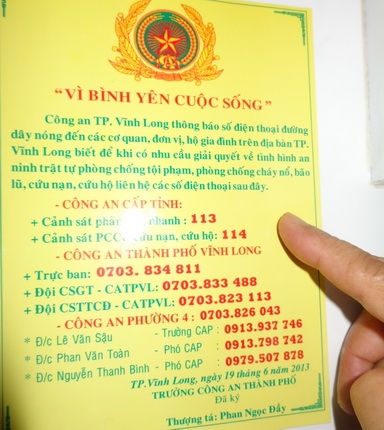 "VÌ BÌNH YÊN CUỘC SỐNG"
Công an TP. Vĩnh Long thông báo số điện thoại đường
dây nóng đến các cơ quan, đơn vị, hộ gia đình trên địa bàn TP.
Vĩnh Long biết để khi có nhu cầu giải quyết về tình hình an
ninh trật tự phòng chống tội phạm, phòng chống cháy nổ, bão
lũ, cứu nạn, cứu hộ liên hệ các số điện thoại sau đây.
- CÔNG AN CẤP TỈNH:
+ Cảnh sát nhanh : 113
+ Cảnh sát PCC nạn, cứu hộ: 114
- CÔNG AN THÀNH PHỐ VĨNH LONG
+ Trực ban: 0703. 834 811
+ Đội CSGT - CATPVL: 0703.833 488
+ Đội CSTTCĐ - CATPVL: 0703.823 113
- CÔNG AN PHƯỜNG 4 : 0703.826 043
* Đ/c Lê Văn Sậu - Trưởng CAP : 0913.937 746
* Đ/c Phan Văn Toàn - Phó CAP : 0913.798 742
* Đ/c Nguyễn Thanh Bình - Phó CAP : 0979.507 878
TP.Vĩnh Long, ngày 19 tháng 6 năm 2013
TRƯỞNG CÔNG AN THÀNH PHỐ
Đã ký
Thượng tá: Phan Ngọc Đầy